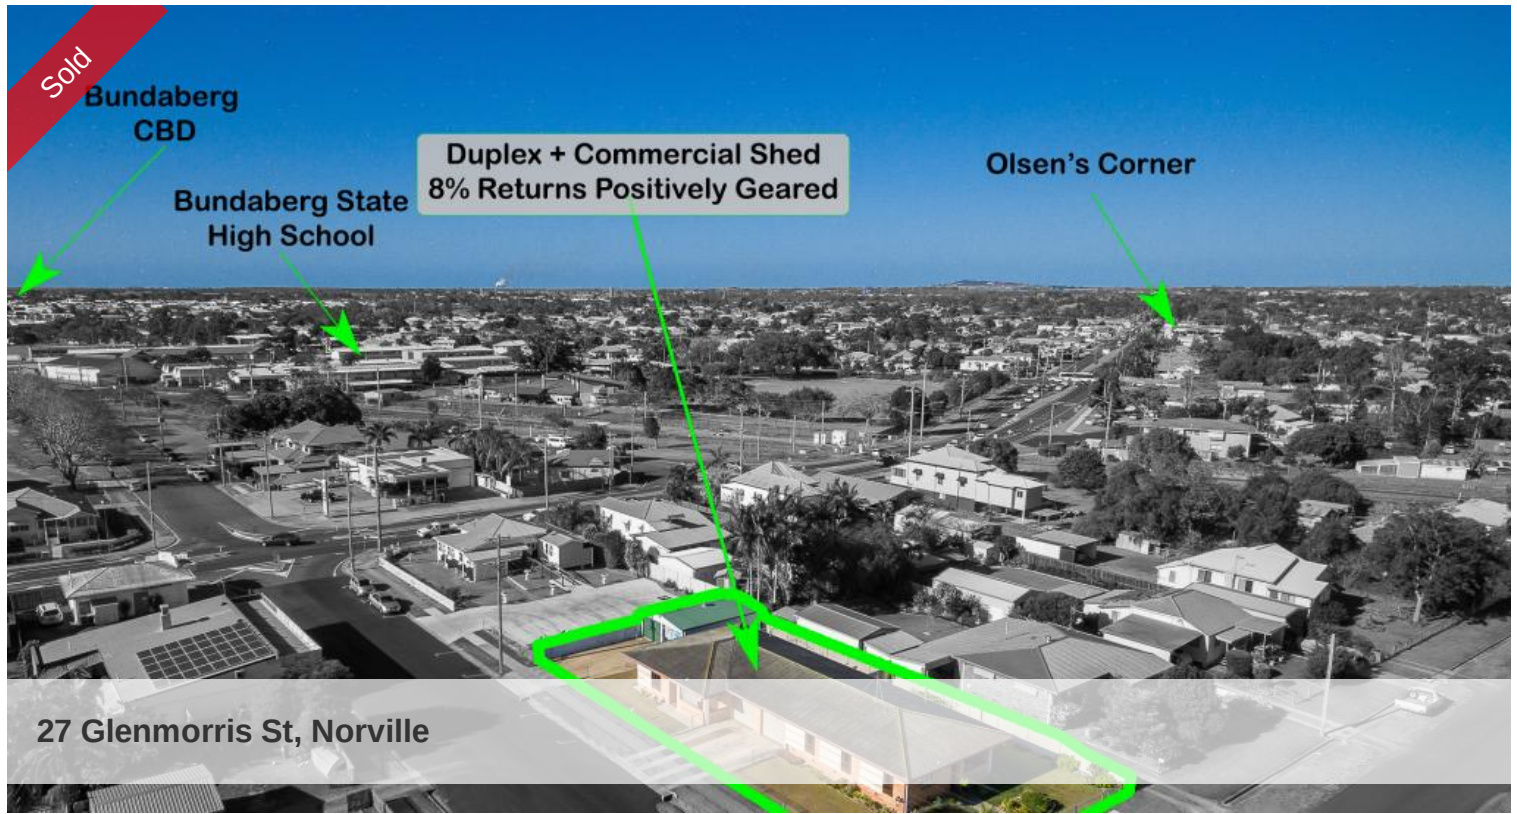 Sold
Bundaberg
CBD
Bundaberg State
High School
Duplex + Commercial Shed
8% Returns Positively Geared
Olsen's Corner
27 Glenmorris St, Norville